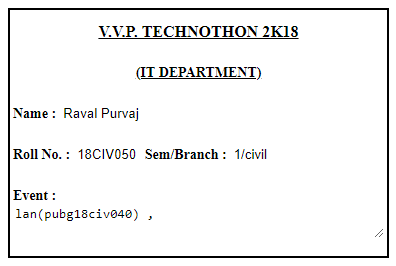 V.V.P. TECHNOTHON 2K18
(IT DEPARTMENT)
Name : Raval Purvaj
Roll No. : 18CIV050 Sem/Branch : 1/civil
Event :
lan(pubg18civ040) ,